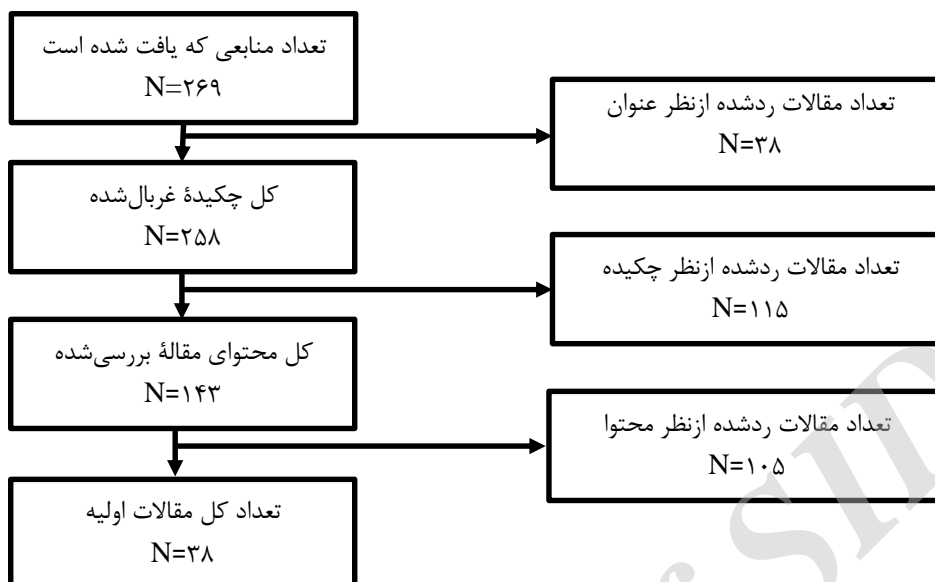 تعداد منابعی که یافت شده است
N=۲۶۹
تعداد مقالات ردشده ازنظر عنوان
N=۳۸
کل چکیدۀ غربال‌شده
N=۲۵۸
تعداد مقالات ردشده ازنظر چکیده
N=۱۱۵
کل محتوای مقالۀ بررسی‌شده
N=۱۴۳
تعداد مقالات ردشده ازنظر محتوا
N=۱۰۵
تعداد کل مقالات اولیه
N=۳۸
SID